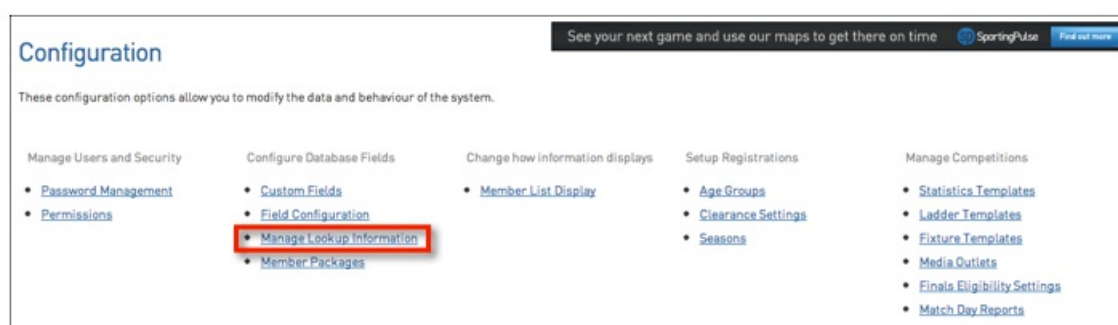 See your next game and use our maps to get there on time SportingPulse Find out more
Configuration
These configuration options allow you to modify the data and behaviour of the system.
Manage Users and Security
Password Management
Permissions
Configure Database Fields
Custom Fields
Field Configuration
Manage Lookup Information
Member Packages
Change how information displays
Member List Display
Setup Registrations
Age Groups
Clearance Settings
Seasons
Manage Competitions
Statistics Templates
Ladder Templates
Fixture Templates
Media Outlets
Finals Eligibility Settings
Match Day Reports